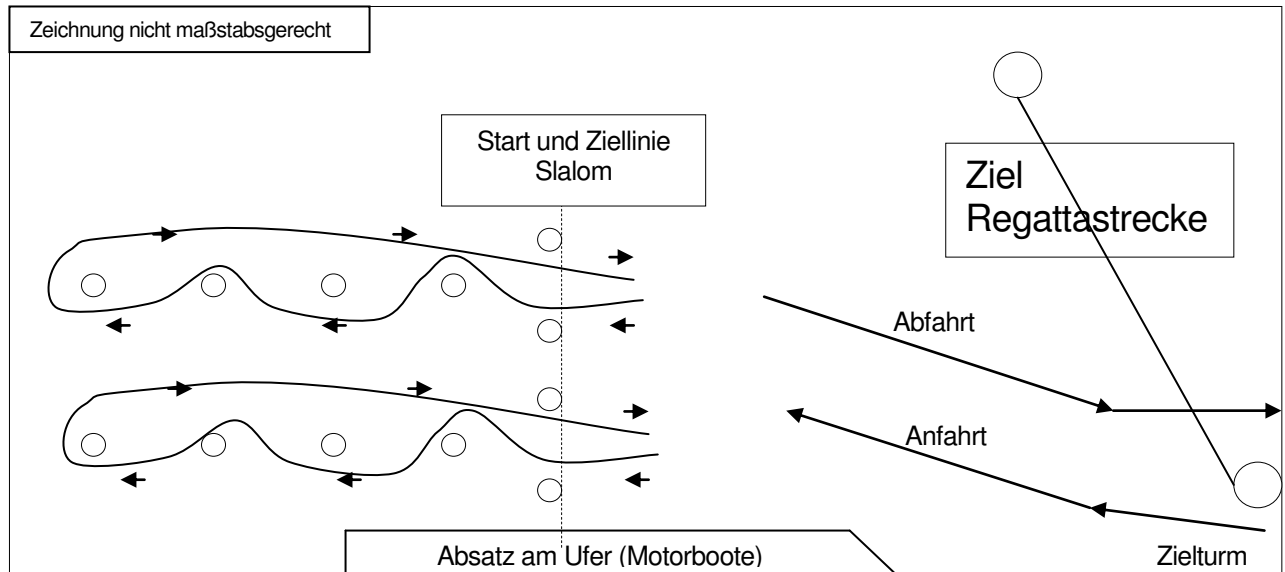 Zeichnung nicht maßstabsgerecht
Start und Ziellinie
Slalom
Ziel
Regattastrecke
Abfahrt
Anfahrt
Absatz am Ufer (Motorboote)
Zielturm